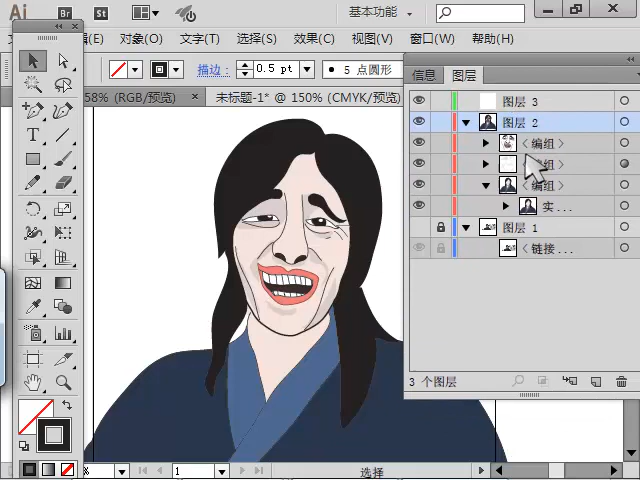 Ai Br St 基本功能
(E) 对象(O) 文字(T) 选择(S) 效果(C) 视图(V) 窗口(W) 帮助(H)
描边: 0.5 pt 5 点圆形
58% (RGB/预览) × 未标题-1* @ 150% (CMYK/预览)
信息 图层
图层 3
图层 2
<编组>
<编组>
<编组>
实...
图层 1
<链接...
3 个图层
% 1 选择